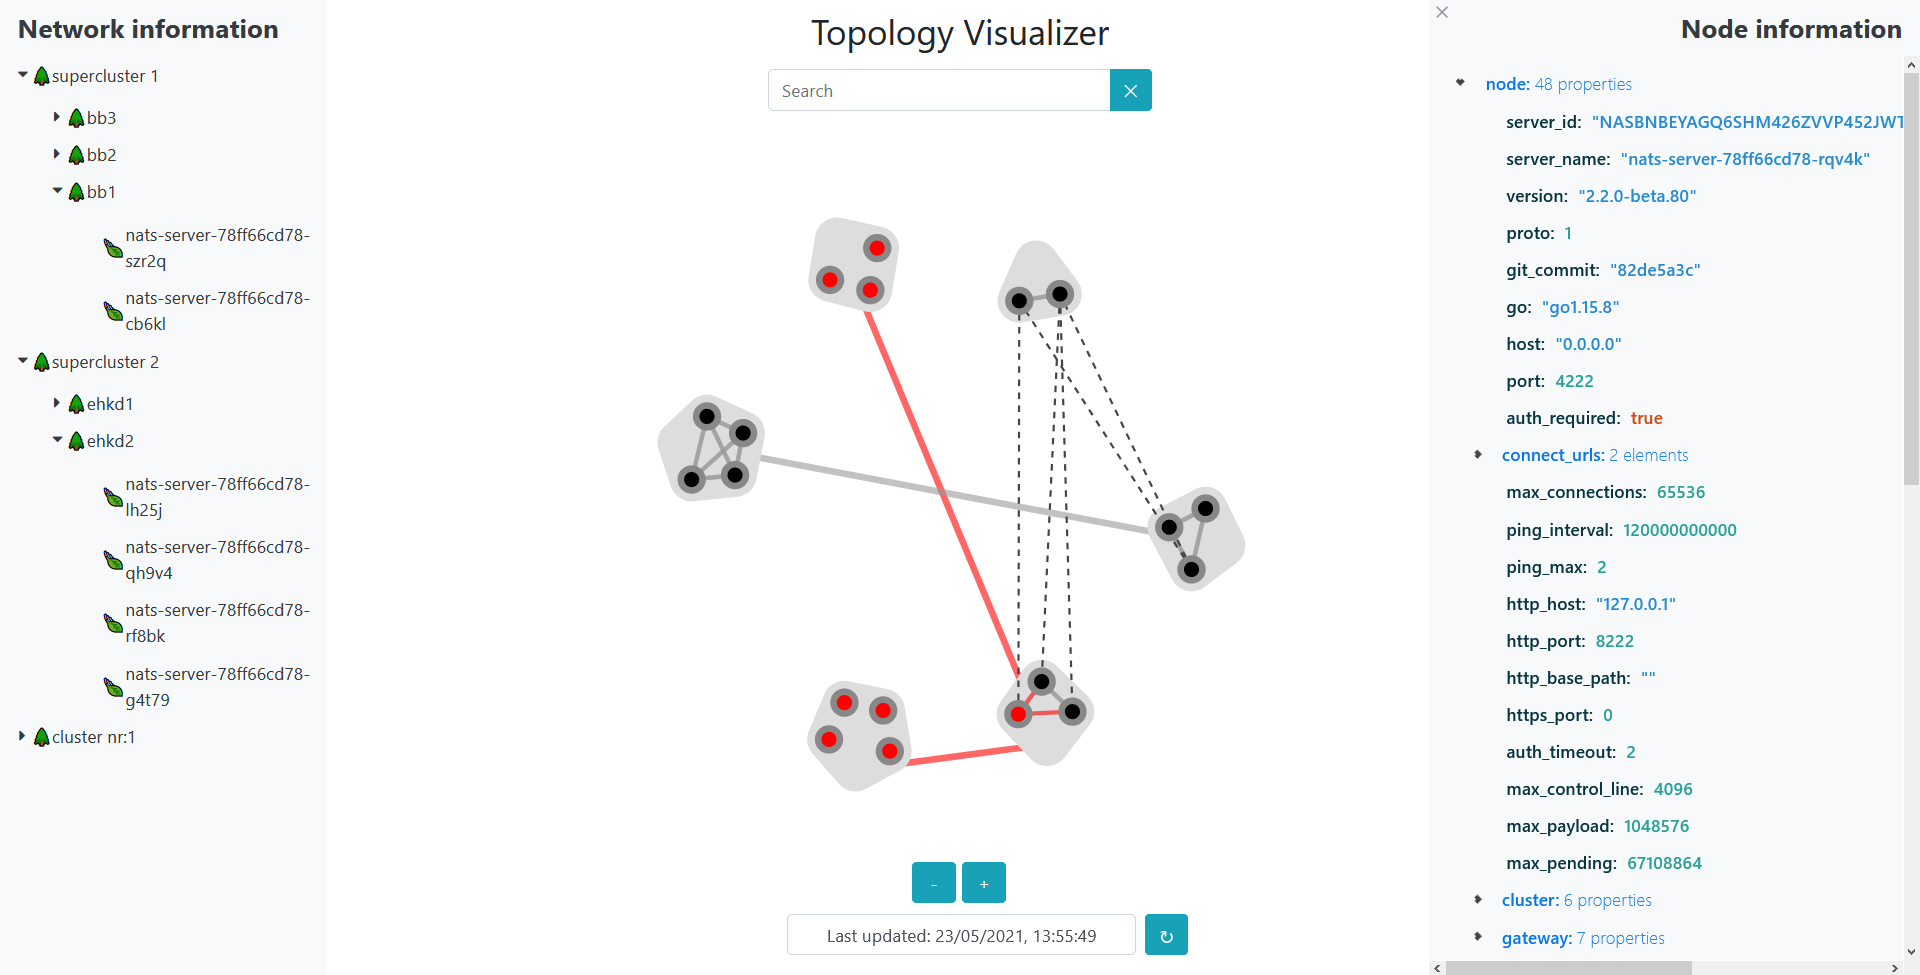 Network information
supercluster 1
bb3
bb2
bb1
nats-server-78ff66cd78-
szr2q
nats-server-78ff66cd78-
cb6kl
supercluster 2
ehkd1
ehkd2
nats-server-78ff66cd78-
lh25j
nats-server-78ff66cd78-
qh9v4
nats-server-78ff66cd78-
rf8bk
nats-server-78ff66cd78-
g4t79
cluster nr:1
Topology Visualizer
Search
-
+
Last updated: 23/05/2021, 13:55:49
Node information
node: 48 properties
server_id: "NASBNBEYAGQ6SHM426ZVVP452JWT
server_name: "nats-server-78ff66cd78-rqv4k"
version: "2.2.0-beta.80"
proto: 1
git_commit: "82de5a3c"
go: "go1.15.8"
host: "0.0.0.0"
port: 4222
auth_required: true
connect_urls: 2 elements
max_connections: 65536
ping_interval: 120000000000
ping_max: 2
http_host: "127.0.0.1"
http_port: 8222
http_base_path: ""
https_port: 0
auth_timeout: 2
max_control_line: 4096
max_payload: 1048576
max_pending: 67108864
cluster: 6 properties
gateway: 7 properties